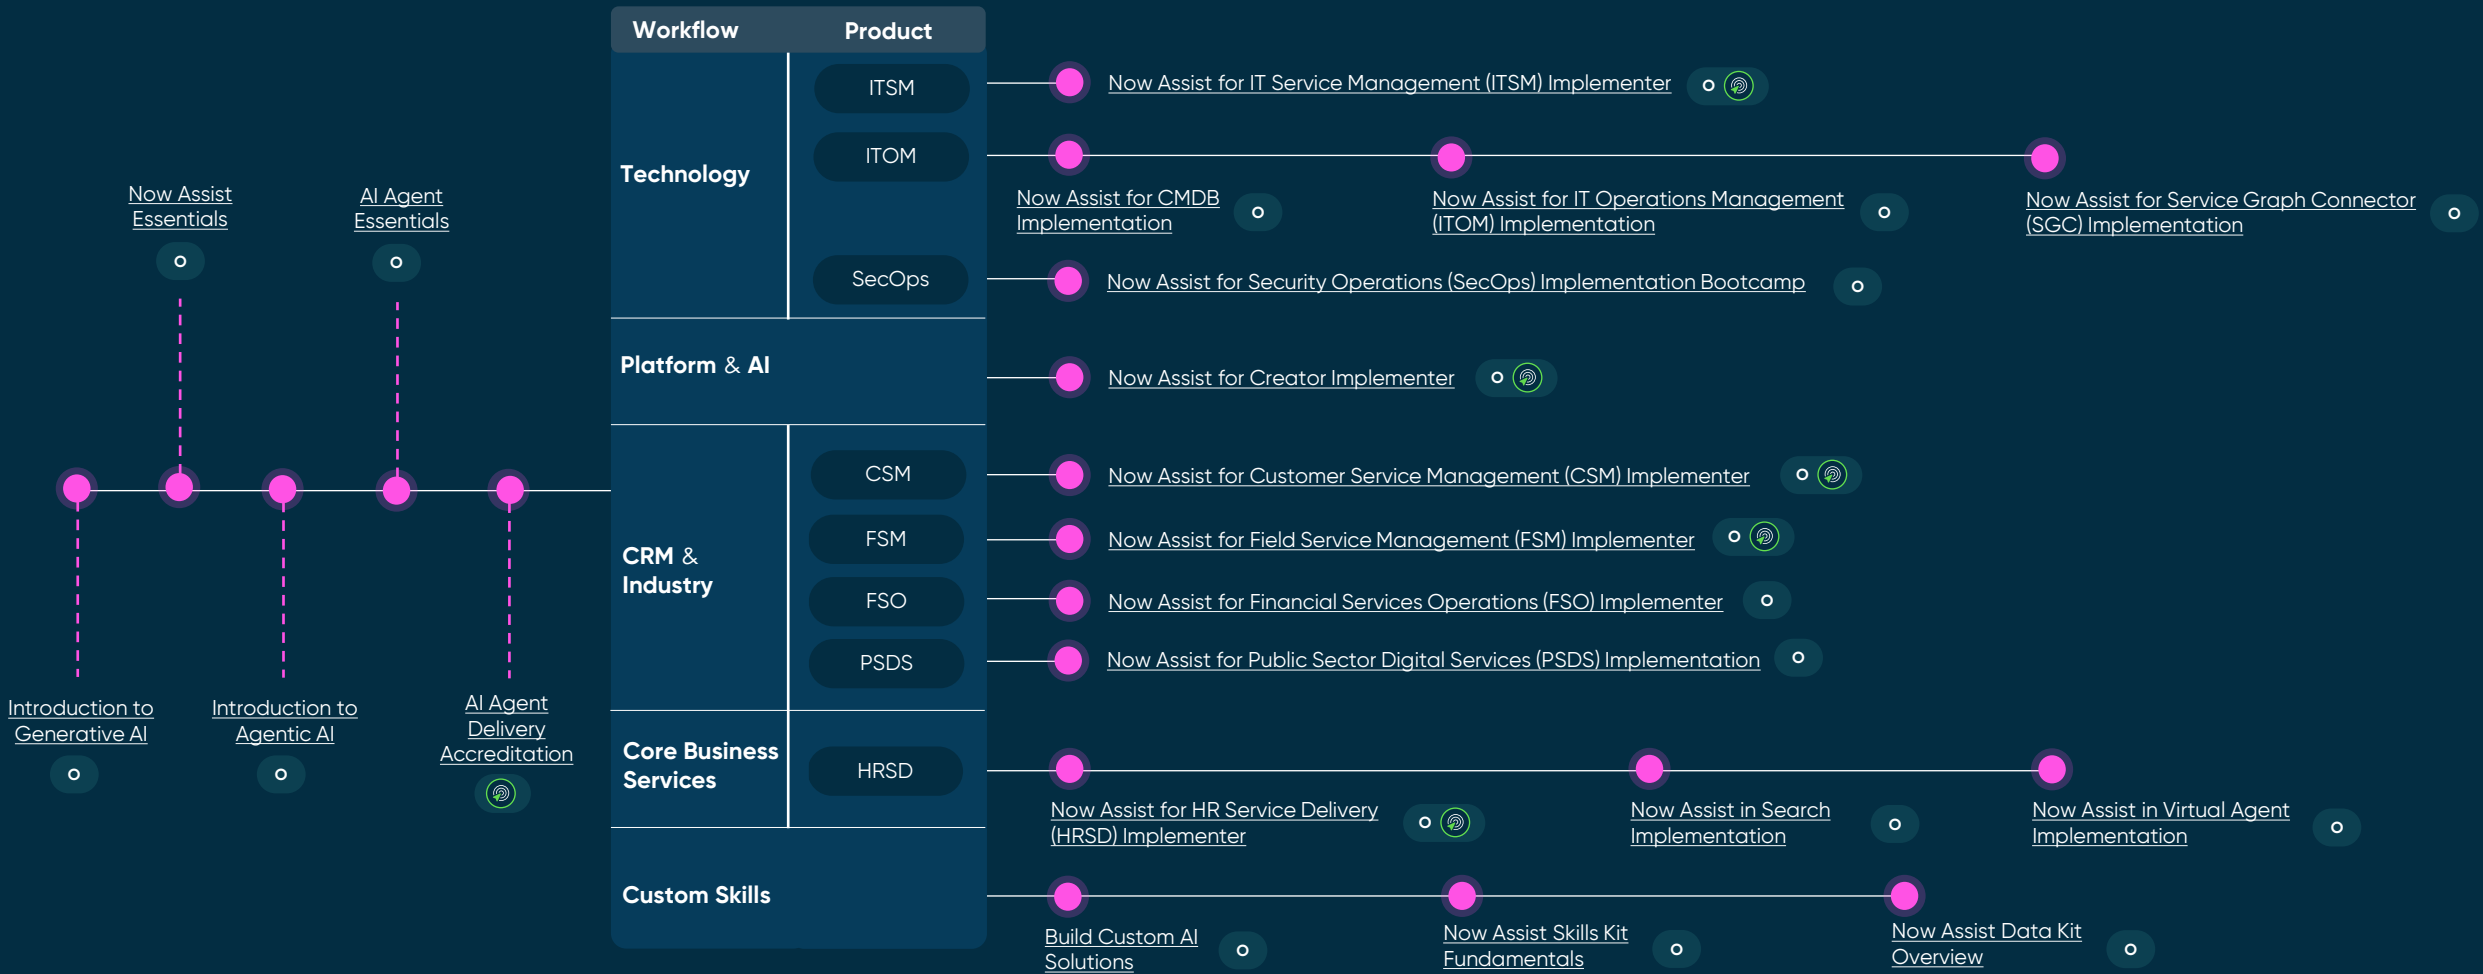 Workflow
Product
Now Assist
Essentials
AI Agent
Essentials
Introduction to
Generative AI
Introduction to
Agentic AI
AI Agent
Delivery
Accreditation
Technology
ITSM
Now Assist for IT Service Management (ITSM) Implementer
ITOM
Now Assist for CMDB
Implementation
Now Assist for IT Operations Management
(ITOM) Implementation
Now Assist for Service Graph Connector
(SGC) Implementation
SecOps
Now Assist for Security Operations (SecOps) Implementation Bootcamp
Platform & AI
Now Assist for Creator Implementer
CRM &
Industry
CSM
Now Assist for Customer Service Management (CSM) Implementer
FSM
Now Assist for Field Service Management (FSM) Implementer
FSO
Now Assist for Financial Services Operations (FSO) Implementer
PSDS
Now Assist for Public Sector Digital Services (PSDS) Implementation
Core Business
Services
HRSD
Now Assist for HR Service Delivery
(HRSD) Implementer
Now Assist in Search
Implementation
Now Assist in Virtual Agent
Implementation
Custom Skills
Build Custom AI
Solutions
Now Assist Skills Kit
Fundamentals
Now Assist Data Kit
Overview